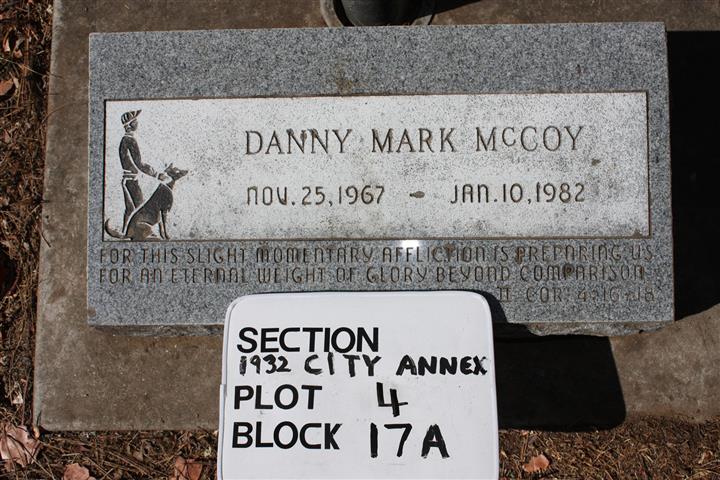 DANNY MARK McCOY
NOV. 25, 1967 - JAN. 10, 1982
FOR THIS SLIGHT MOMENTARY AFFLICTION IS PREPARING US
FOR AN ETERNAL WEIGHT OF GLORY BEYOND COMPARISON
II COR. 4:16-18
SECTION
1932 CITY ANNEX
PLOT 4
BLOCK 17A